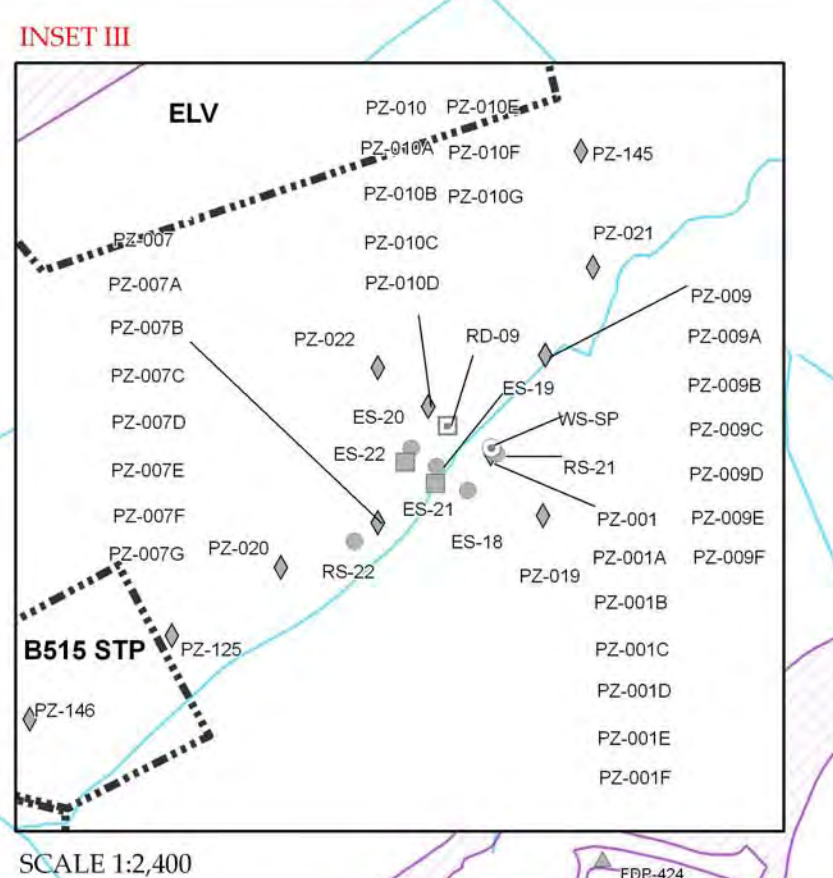 INSET III
ELV
PZ-010 PZ-010E
PZ-010A PZ-010F
PZ-010B PZ-010G
PZ-010C
PZ-010D
PZ-145
PZ-021
PZ-007
PZ-007A
PZ-007B
PZ-007C
PZ-007D
PZ-007E
PZ-007F
PZ-007G
PZ-022
RD-09
ES-19
ES-20
ES-22
ES-21
ES-18
WS-SP
RS-21
PZ-009
PZ-009A
PZ-009B
PZ-009C
PZ-009D
PZ-009E
PZ-009F
PZ-001
PZ-001A
PZ-001B
PZ-001C
PZ-001D
PZ-001E
PZ-001F
PZ-019
PZ-020
RS-22
B515 STP
PZ-125
PZ-146
SCALE 1:2,400
FDP-424